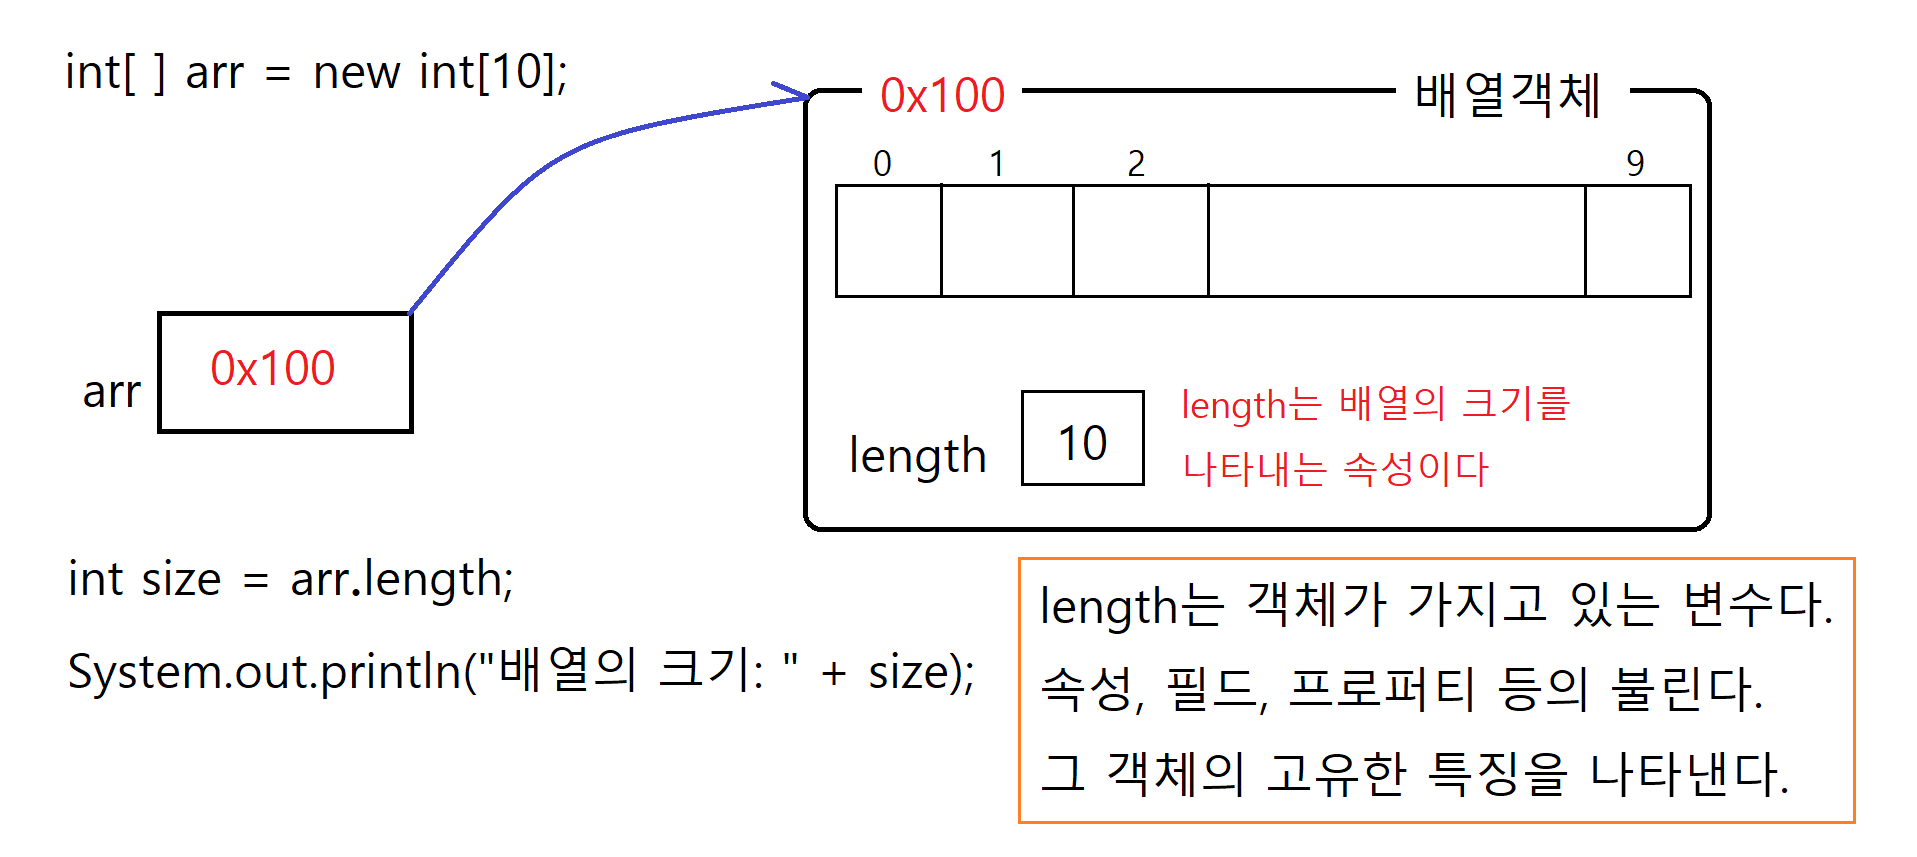 int[ ] arr = new int[10];
0x100
배열객체
0 1 2 9
arr
0x100
length
10
length는 배열의 크기를
나타내는 속성이다
int size = arr.length;
System.out.println("배열의 크기: " + size);
length는 객체가 가지고 있는 변수다.
속성, 필드, 프로퍼티 등의 불린다.
그 객체의 고유한 특징을 나타낸다.